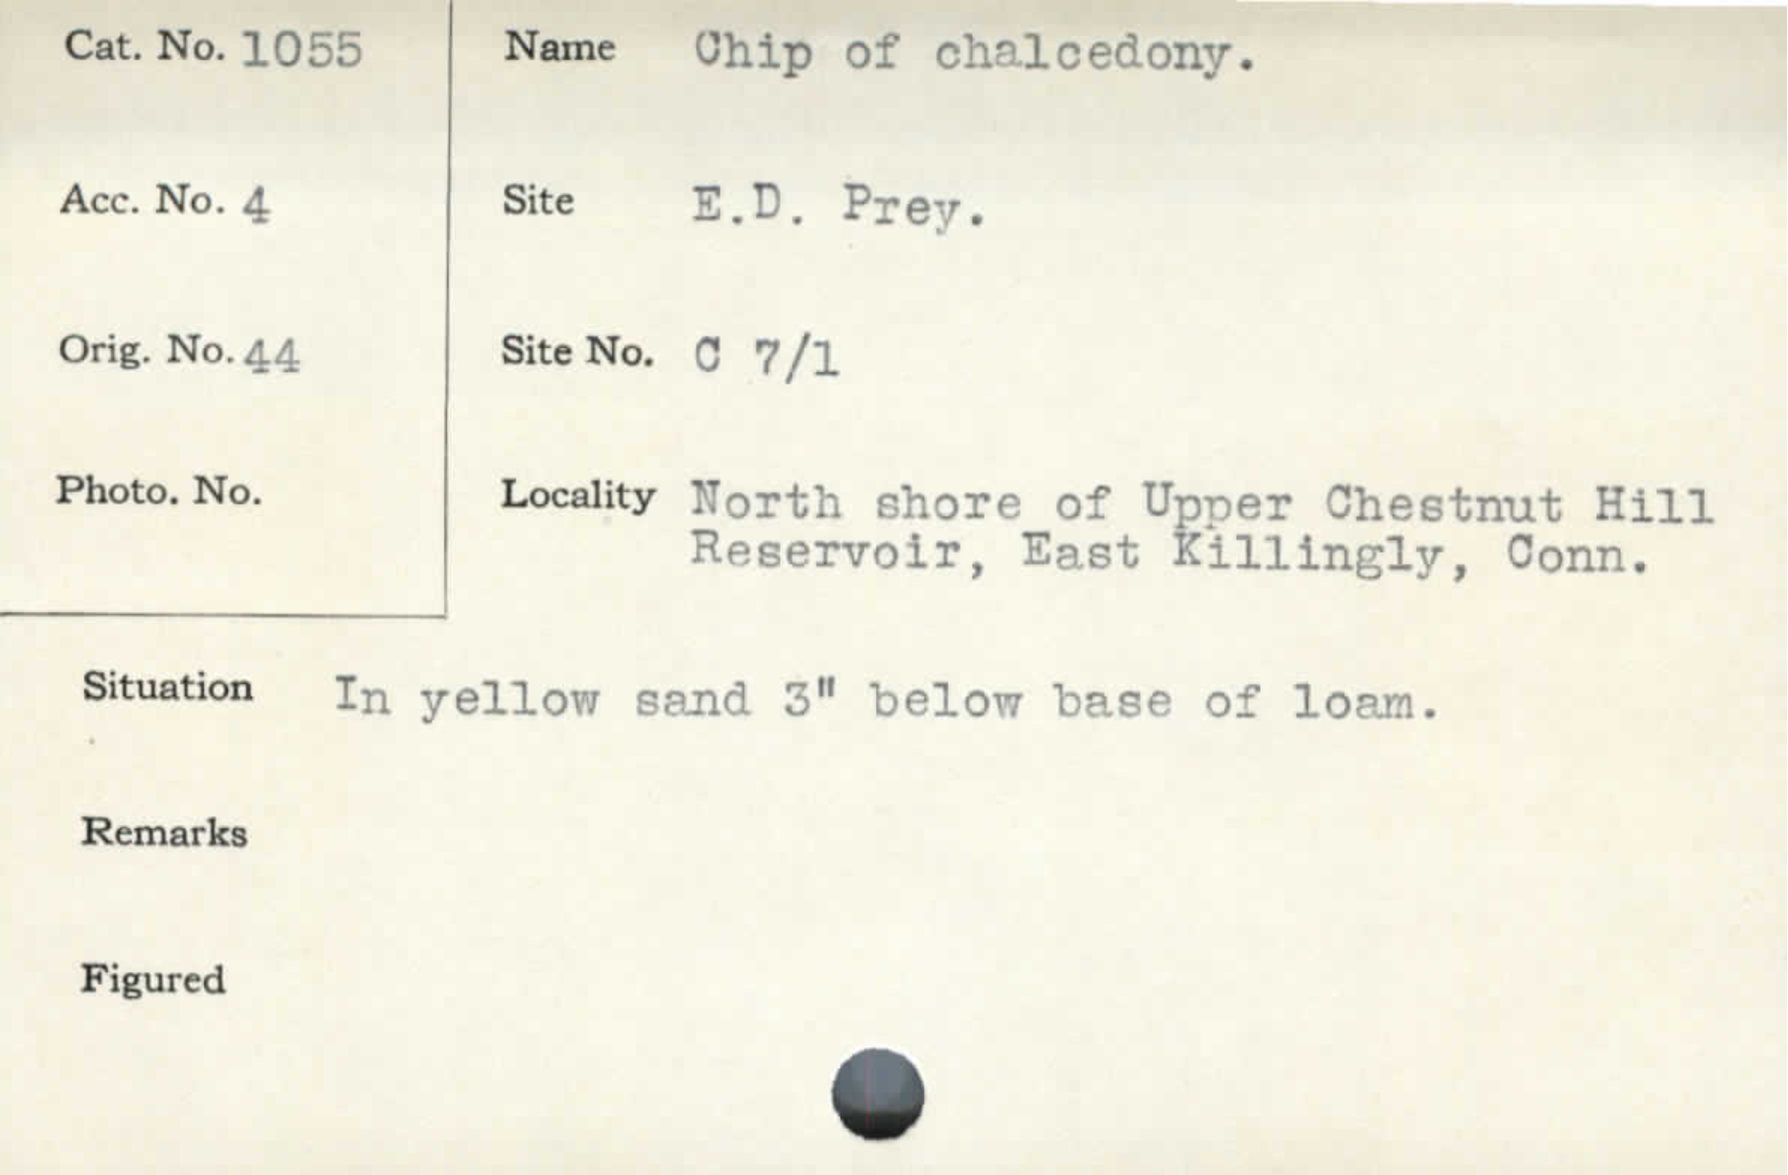 Cat. No. 1055
Name Chip of chalcedony.
Acc. No. 4
Site E.D. Prey.
Orig. No. 44
Site No. C 7/1
Photo. No.
Locality North shore of Upper Chestnut Hill
Reservoir, East Killingly, Conn.
Situation In yellow sand 3" below base of loam.
Remarks
Figured